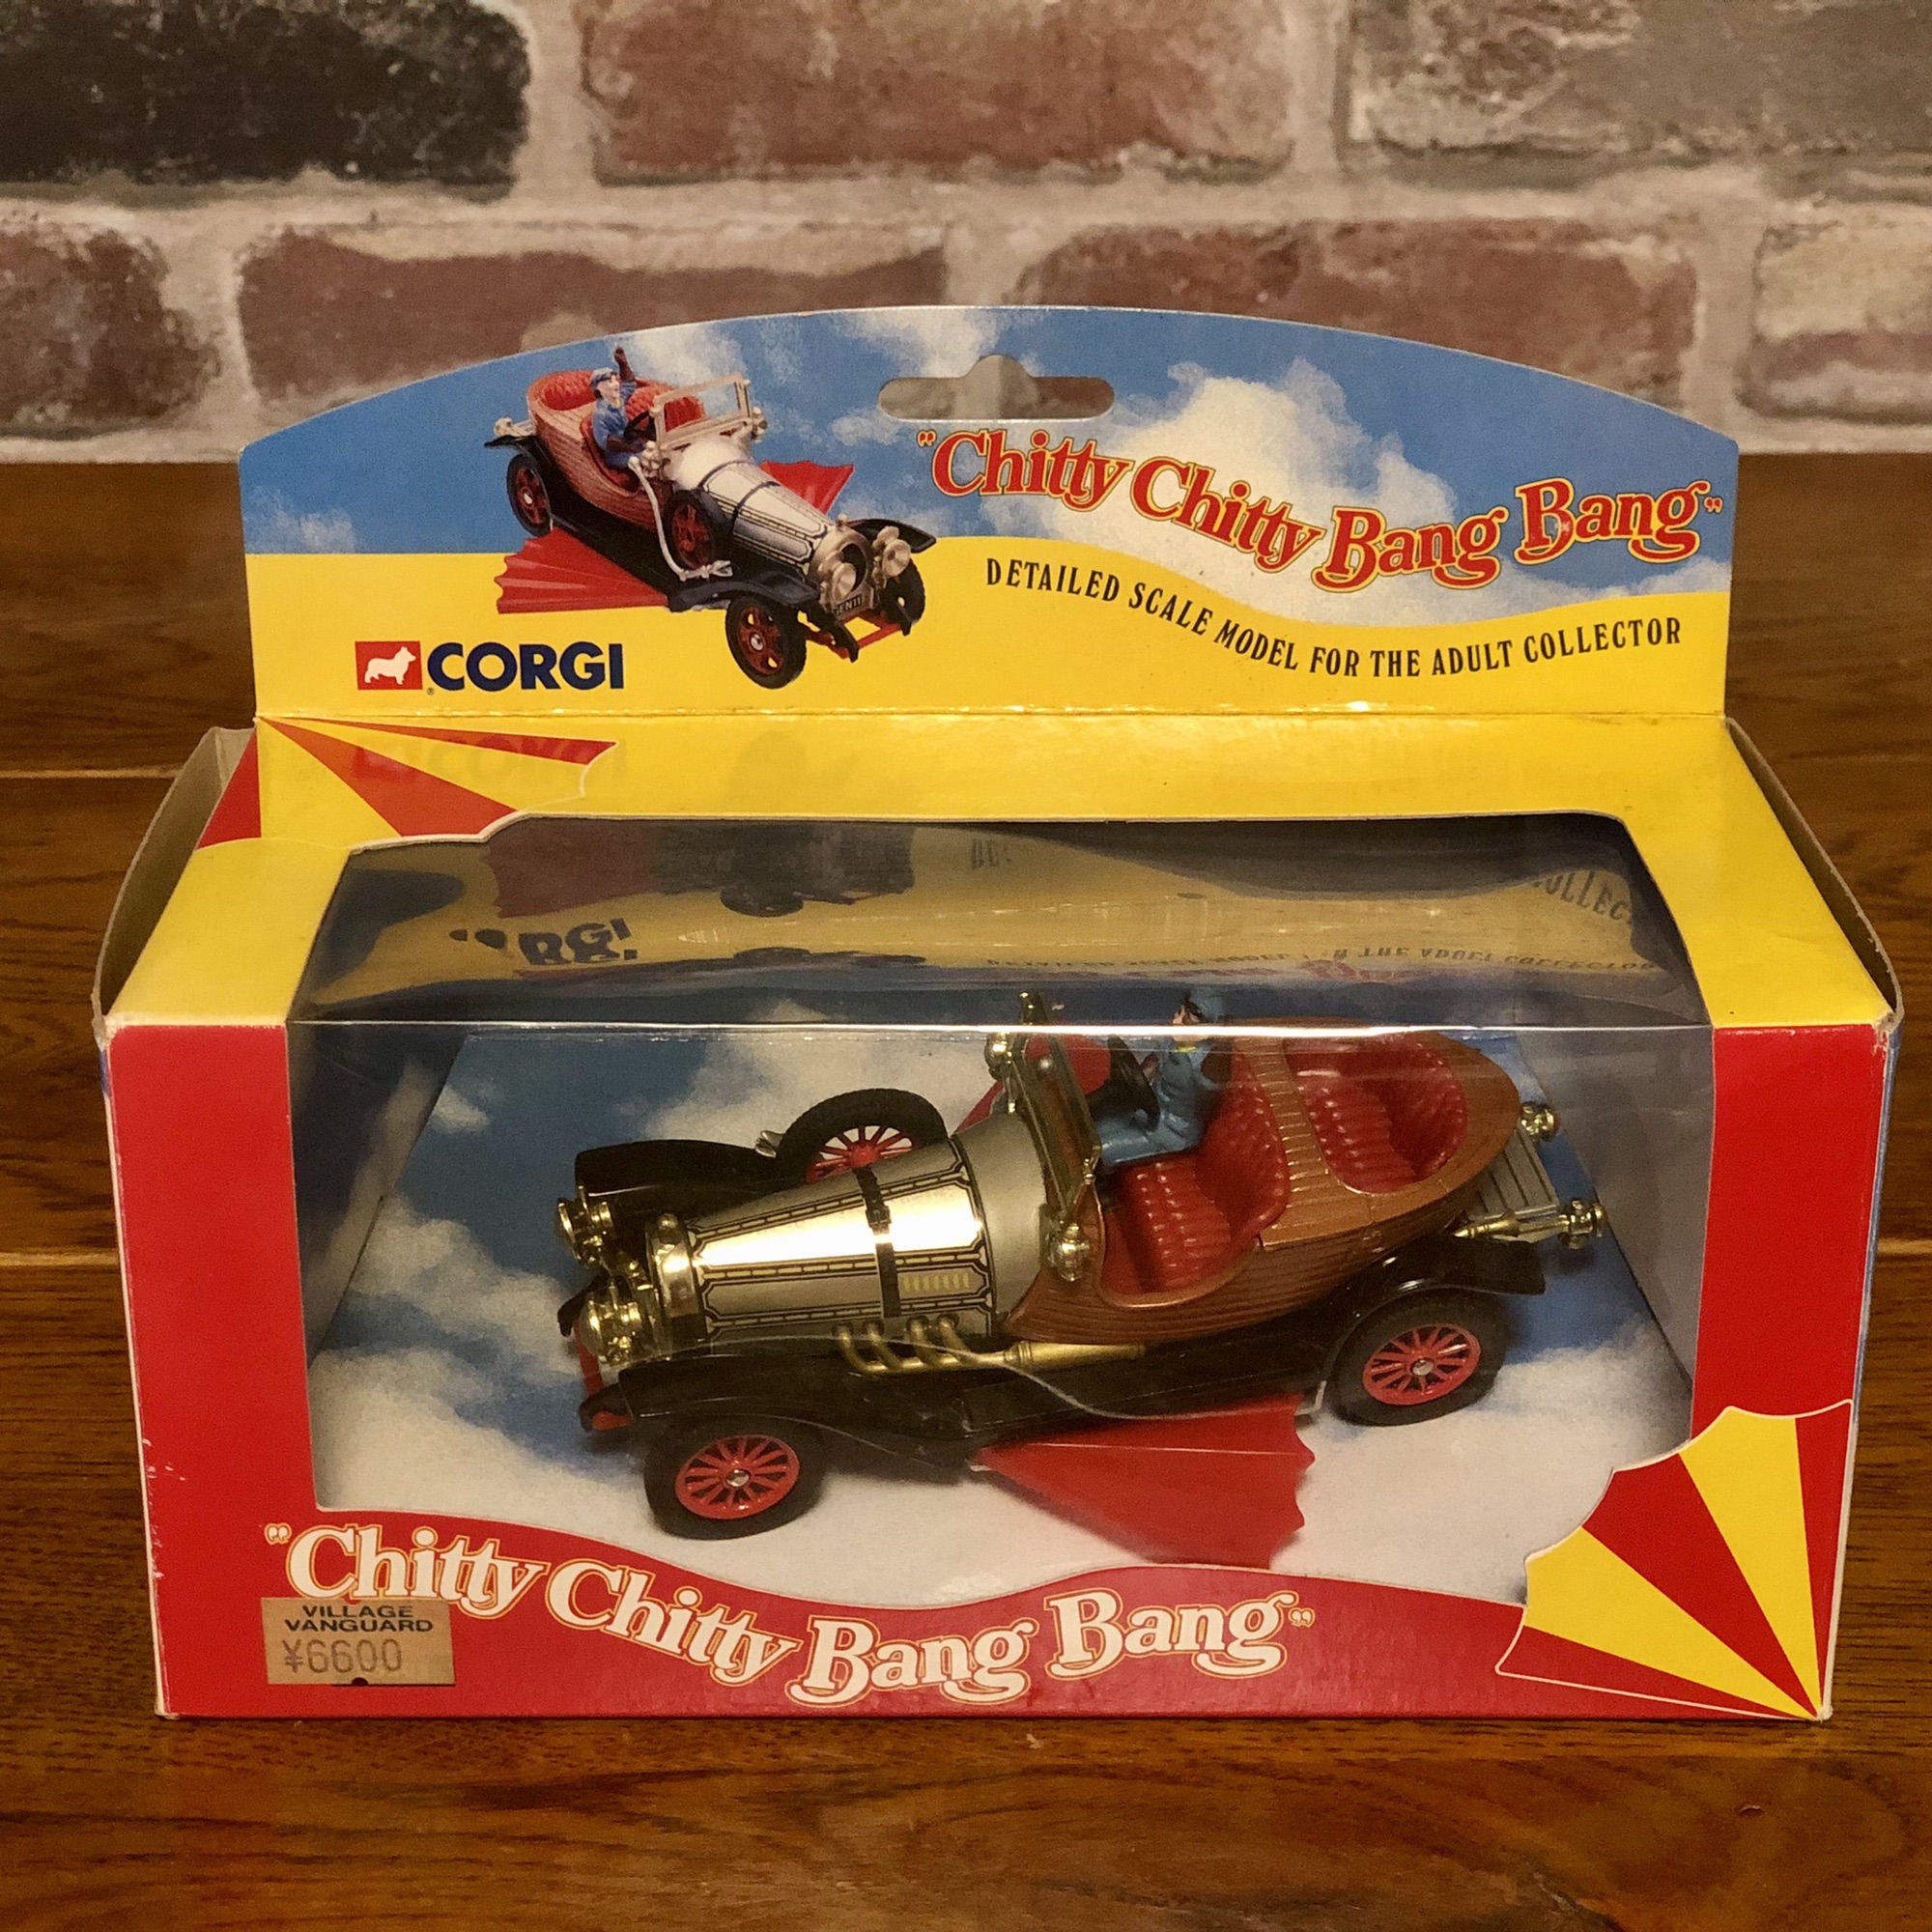 "Chitty Chitty Bang Bang"
DETAILED SCALE MODEL FOR THE ADULT COLLECTOR
CORGI
"Chitty Chitty Bang Bang"
VILLAGE
VANGUARD
¥6600